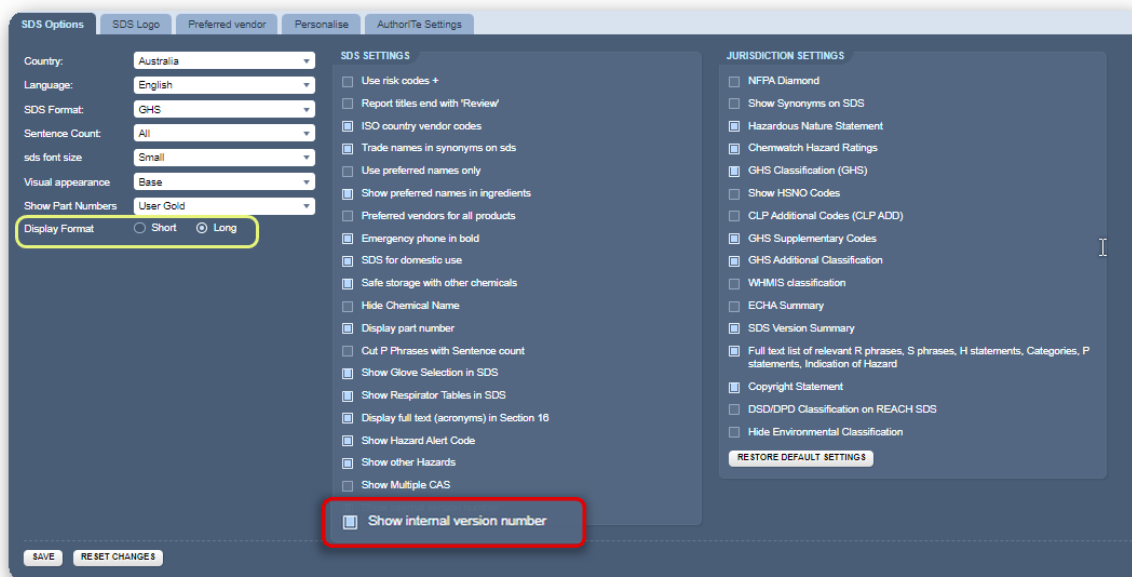 SDS Options
SDS Logo
Preferred vendor
Personalise
AuthorITe Settings
Country:
Australia
Language:
English
SDS Format:
GHS
Sentence Count:
All
sds font size
Small
Visual appearance
Base
Show Part Numbers
User Gold
Display Format
Short
Long
SDS SETTINGS
Use risk codes +
Report titles end with 'Review'
ISO country vendor codes
Trade names in synonyms on sds
Use preferred names only
Show preferred names in ingredients
Preferred vendors for all products
Emergency phone in bold
SDS for domestic use
Safe storage with other chemicals
Hide Chemical Name
Display part number
Cut P Phrases with Sentence count
Show Glove Selection in SDS
Show Respirator Tables in SDS
Display full text (acronyms) in Section 16
Show Hazard Alert Code
Show other Hazards
Show Multiple CAS
Show internal version number
JURISDICTION SETTINGS
NFPA Diamond
Show Synonyms on SDS
Hazardous Nature Statement
Chemwatch Hazard Ratings
GHS Classification (GHS)
Show HSNO Codes
CLP Additional Codes (CLP ADD)
GHS Supplementary Codes
GHS Additional Classification
WHMIS classification
ECHA Summary
SDS Version Summary
Full text list of relevant R phrases, S phrases, H statements, Categories, P
statements, Indication of Hazard
Copyright Statement
DSD/DPD Classification on REACH SDS
Hide Environmental Classification
RESTORE DEFAULT SETTINGS
SAVE
RESET CHANGES